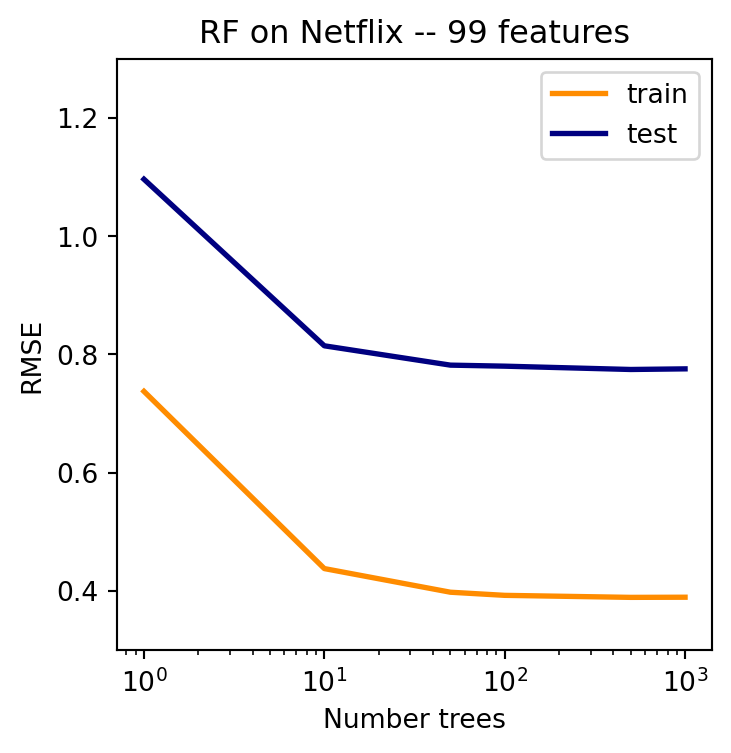 RF on Netflix -- 99 features
train
test
1.2
1.0
0.8
0.6
0.4
RMSE
10⁰ 10¹ 10² 10³
Number trees